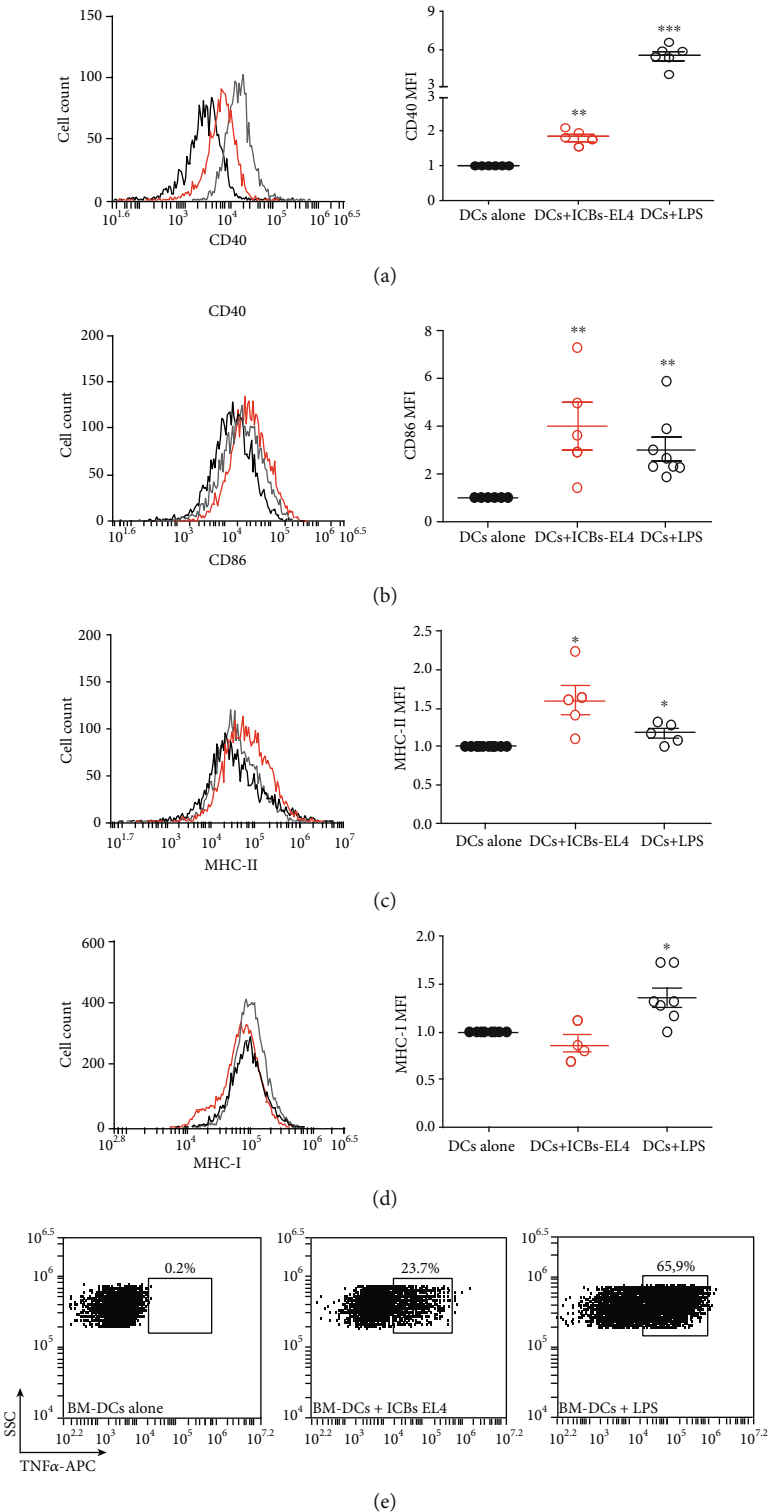 150
100
50
0
Cell count
10^1.6 10^3 10^4 10^5 10^6 10^6.5
CD40
9
6
3
3
2
1
0
CD40 MFI
**
***
DCs alone DCs+ICBs-EL4 DCs+LPS
(a)
CD40
200
150
100
50
0
Cell count
10^1.6 10^3 10^4 10^5 10^6 10^6.5
CD86
8
6
4
2
0
CD86 MFI
**
**
DCs alone DCs+ICBs-EL4 DCs+LPS
(b)
200
150
100
50
0
Cell count
10^1.7 10^3 10^4 10^5 10^6 10^7
MHC-II
2.5
2.0
1.5
1.0
0.5
0.0
MHC-II MFI
*
*
DCs alone DCs+ICBs-EL4 DCs+LPS
(c)
600
400
200
0
Cell count
10^2.8 10^4 10^5 10^6 10^6.5
MHC-I
2.0
1.5
1.0
0.5
0.0
MHC-I MFI
*
DCs alone DCs+ICBs-EL4 DCs+LPS
(d)
10^6.5
10^6
10^5
10^4
0.2%
BM-DCs alone
10^2.2 10^3 10^4 10^5 10^6 10^7.2
SSC
TNFα-APC
10^6.5
10^6
10^5
10^4
23.7%
BM-DCs + ICBs EL4
10^2.2 10^3 10^4 10^5 10^6 10^7.2
10^6.5
10^6
10^5
10^4
65,9%
BM-DCs + LPS
10^2.2 10^3 10^4 10^5 10^6 10^7.2
(e)